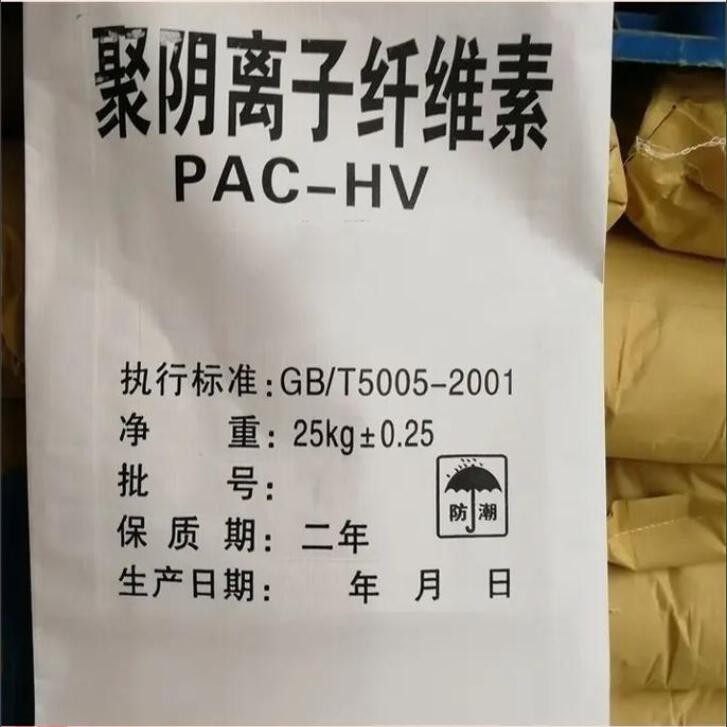 聚阴离子纤维素
PAC-HV
执行标准:GB/T5005-2001
净 重: 25kg±0.25
批 号:
保 质 期: 二年
生产日期: 年 月 日
防 潮